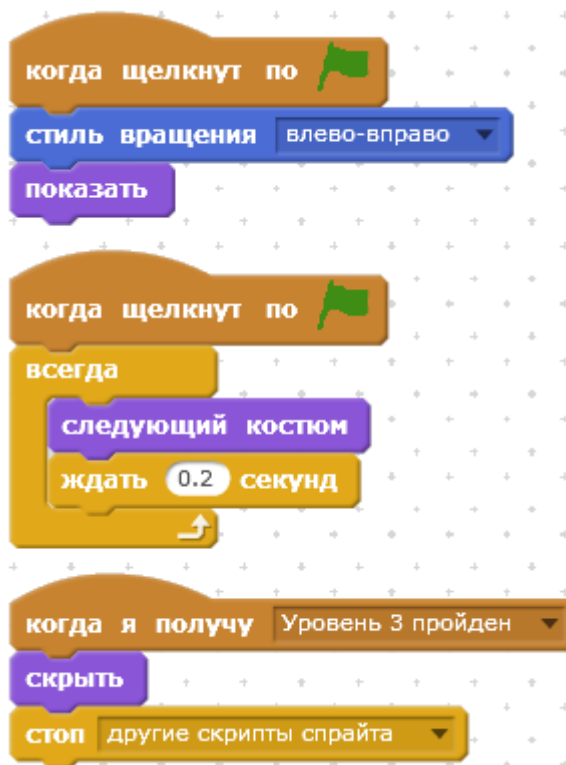 когда щелкнут по
стиль вращения влево-вправо
показать
когда щелкнут по
всегда
следующий костюм
ждать 0.2 секунд
когда я получу Уровень 3 пройден
скрыть
стоп другие скрипты спрайта